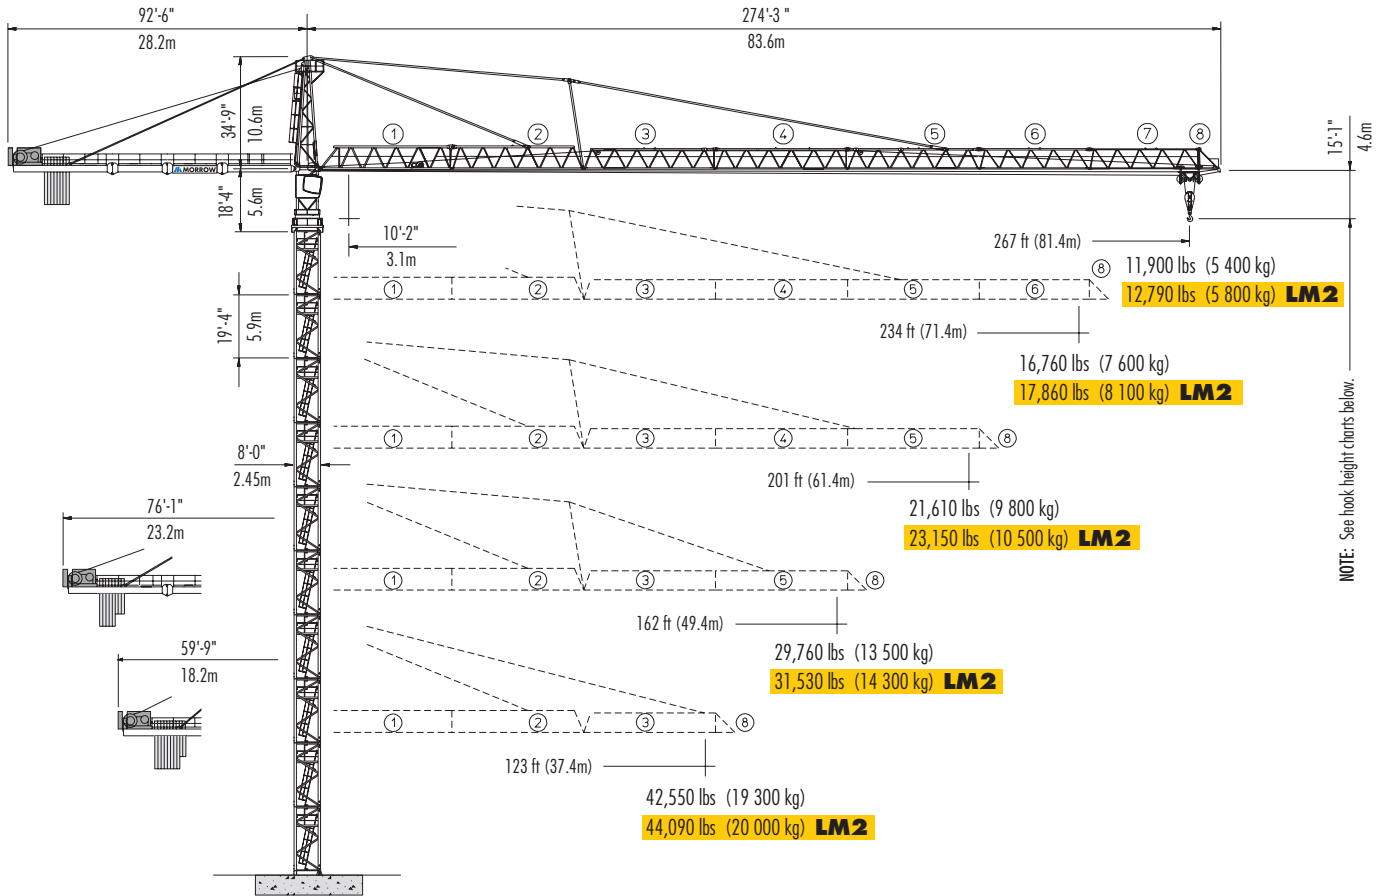 92'-6"
28.2m
274'-3 "
83.6m
34'-9"
10.6m
1
2
3
4
5
6
7
8
15'-1"
4.6m
MORROW
18'-4"
5.6m
10'-2"
3.1m
267 ft (81.4m)
11,900 lbs (5 400 kg)
12,790 lbs (5 800 kg) LM2
1
2
3
4
5
6
8
19'-4"
5.9m
234 ft (71.4m)
16,760 lbs (7 600 kg)
17,860 lbs (8 100 kg) LM2
NOTE: See hook height charts below.
1
2
3
4
5
8
8'-0"
2.45m
201 ft (61.4m)
21,610 lbs (9 800 kg)
23,150 lbs (10 500 kg) LM2
76'-1"
23.2m
1
2
3
5
8
162 ft (49.4m)
29,760 lbs (13 500 kg)
31,530 lbs (14 300 kg) LM2
59'-9"
18.2m
1
2
3
8
123 ft (37.4m)
42,550 lbs (19 300 kg)
44,090 lbs (20 000 kg) LM2